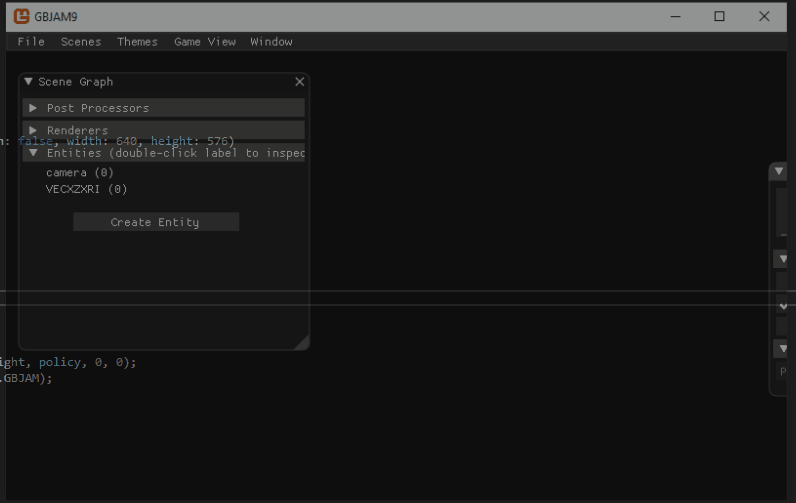 GBJAM9
File Scenes Themes Game View Window
Scene Graph
Post Processors
Renderers
n: false, width: 640, height: 576)
Entities (double-click label to inspec
camera (0)
VECXZXRI (0)
Create Entity
ight, policy, 0, 0);
.GBJAM);